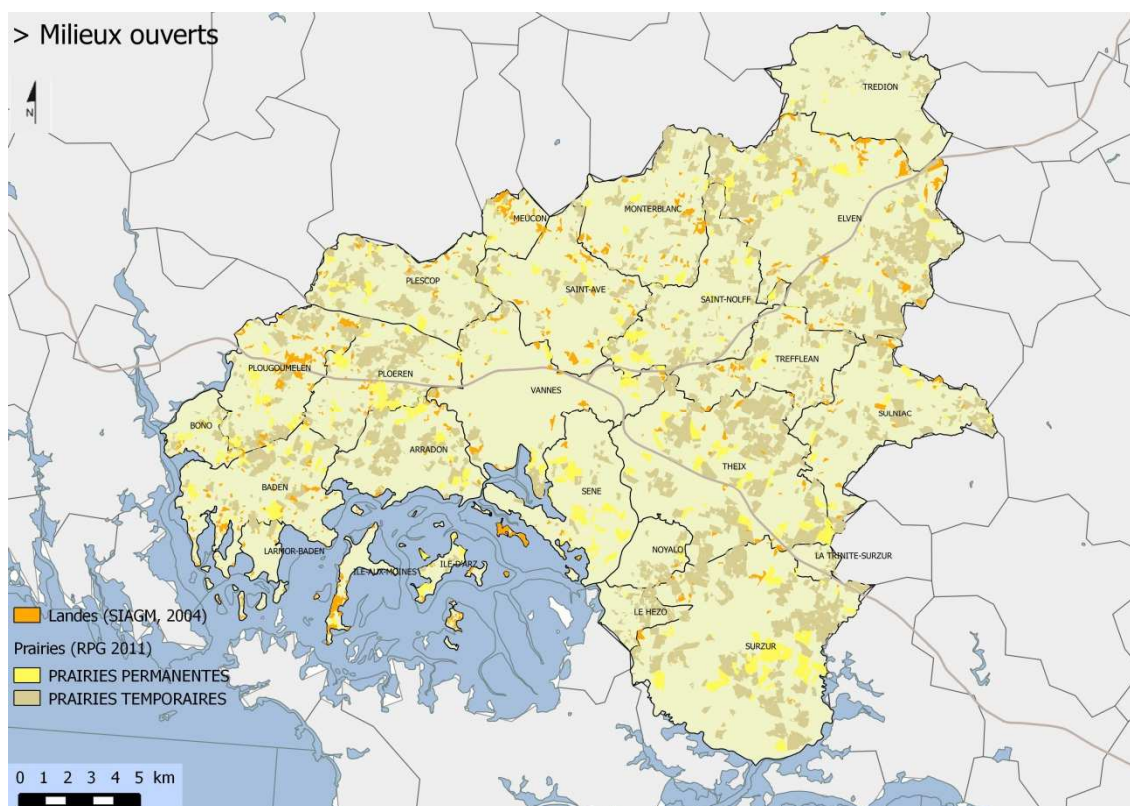 > Milieux ouverts
N
TREDION
MEUCON
MONTERBLANC
ELVEN
PLESCOP
SAINT-AVE
SAINT-NOLFF
PLOUGOUMELEN
PLOEREN
TREFFLEAN
VANNES
BONO
SULNIAC
ARRADON
THEIX
BADEN
SENE
LARMOR-BADEN
NOYALO
LA TRINITE-SURZUR
ILE-AUX-MOINES
ILE-D'ARZ
LE HEZO
SURZUR
Landes (SIAGM, 2004)
Prairies (RPG 2011)
PRAIRIES PERMANENTES
PRAIRIES TEMPORAIRES
0 1 2 3 4 5 km